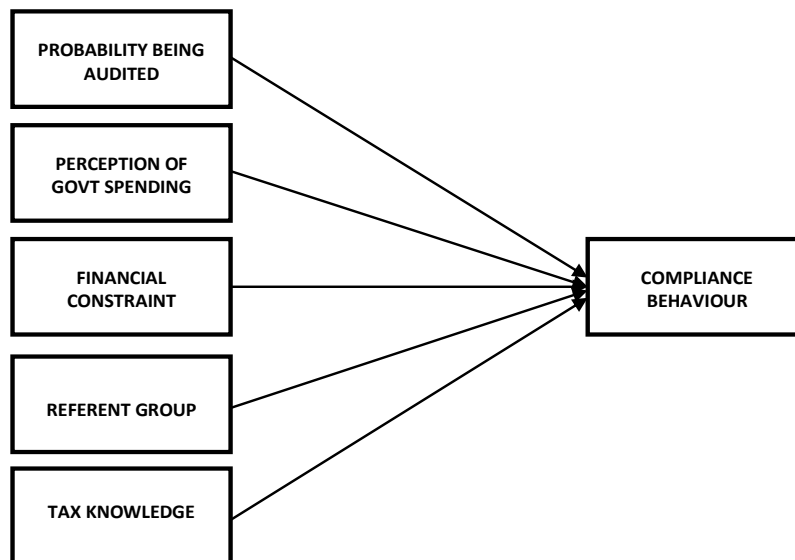 PROBABILITY BEING
AUDITED
PERCEPTION OF
GOVT SPENDING
FINANCIAL
CONSTRAINT
REFERENT GROUP
TAX KNOWLEDGE
COMPLIANCE
BEHAVIOUR